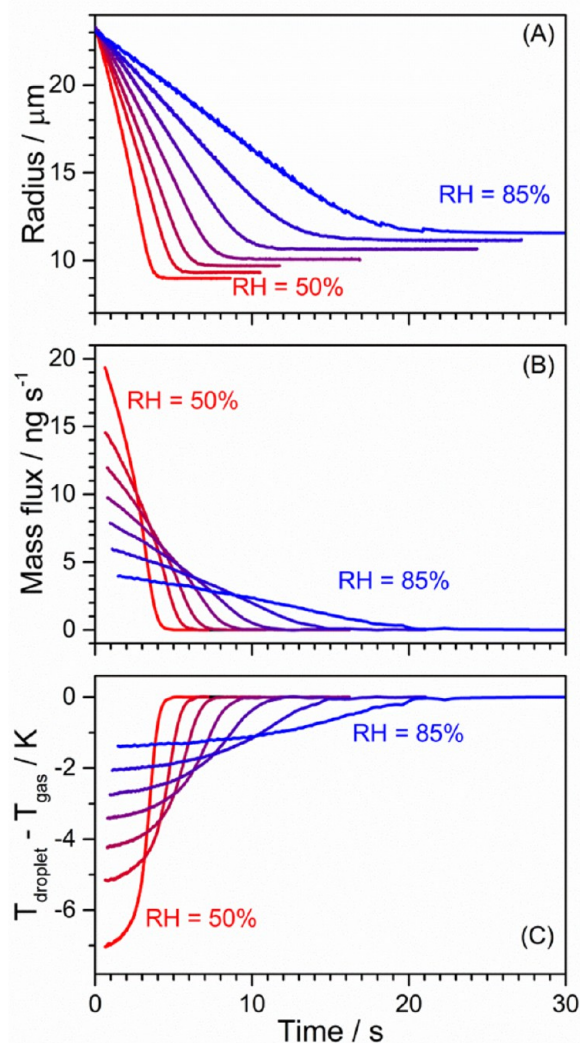 (A)
20
15
10
Radius / μm
RH = 85%
RH = 50%
(B)
20
15
10
5
0
Mass flux / ng s⁻¹
RH = 50%
RH = 85%
0
-2
-4
-6
T_droplet - T_gas / K
RH = 85%
RH = 50%
(C)
0 10 20 30
Time / s